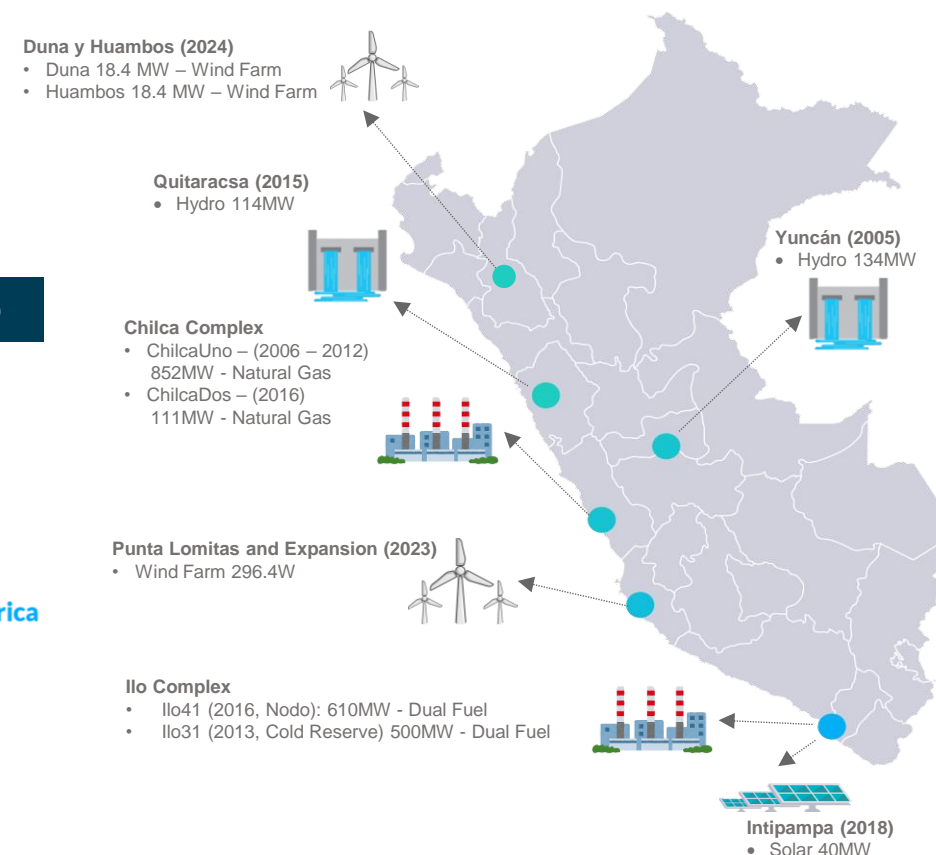 Duna y Huambos (2024)
• Duna 18.4 MW – Wind Farm
• Huambos 18.4 MW – Wind Farm
Quitaracsa (2015)
• Hydro 114MW
Yuncán (2005)
• Hydro 134MW
Chilca Complex
• ChilcaUno – (2006 – 2012)
852MW - Natural Gas
• ChilcaDos – (2016)
111MW - Natural Gas
Punta Lomitas and Expansion (2023)
• Wind Farm 296.4W
rica
Ilo Complex
• Ilo41 (2016, Nodo): 610MW - Dual Fuel
• Ilo31 (2013, Cold Reserve) 500MW - Dual Fuel
Intipampa (2018)
• Solar 40MW